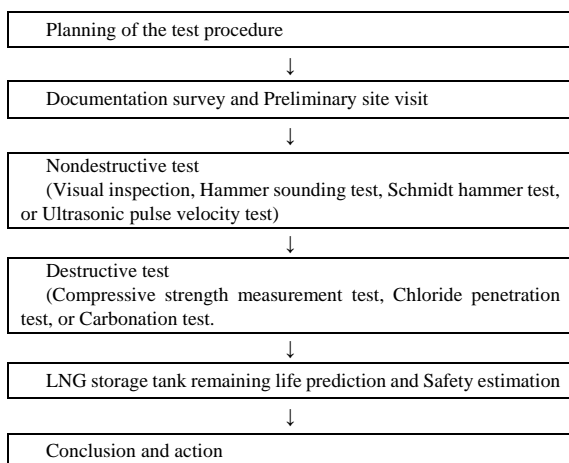 Planning of the test procedure
↓
Documentation survey and Preliminary site visit
↓
Nondestructive test
(Visual inspection, Hammer sounding test, Schmidt hammer test,
or Ultrasonic pulse velocity test)
↓
Destructive test
(Compressive strength measurement test, Chloride penetration
test, or Carbonation test.
↓
LNG storage tank remaining life prediction and Safety estimation
↓
Conclusion and action